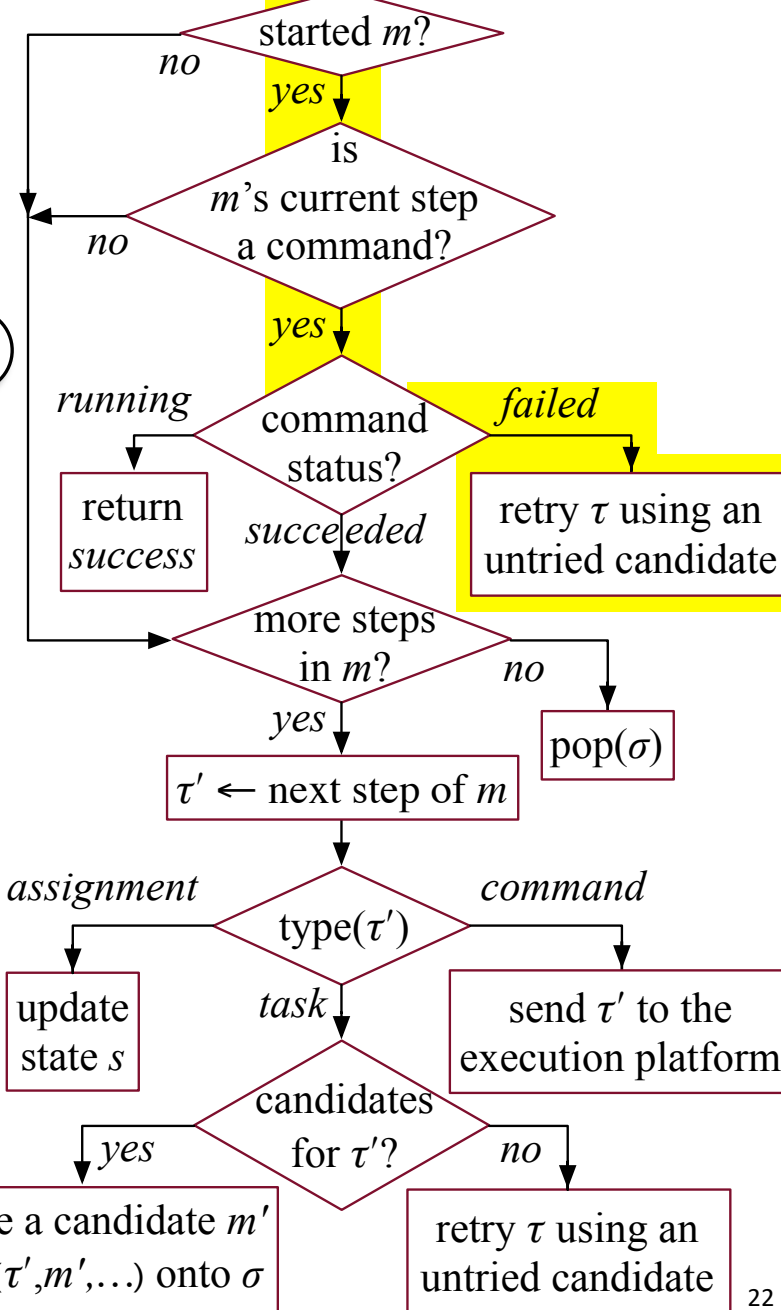 started m?
no
yes
is
m's current step
a command?
no
yes
running
failed
command
status?
return
success
retry τ using an
untried candidate
succeeded
more steps
in m?
no
yes
pop(σ)
τ′ ← next step of m
assignment
command
type(τ′)
update
state s
task
send τ′ to the
execution platform
candidates
for τ′?
yes
no
a candidate m′
τ′,m′,…) onto σ
retry τ using an
untried candidate
22